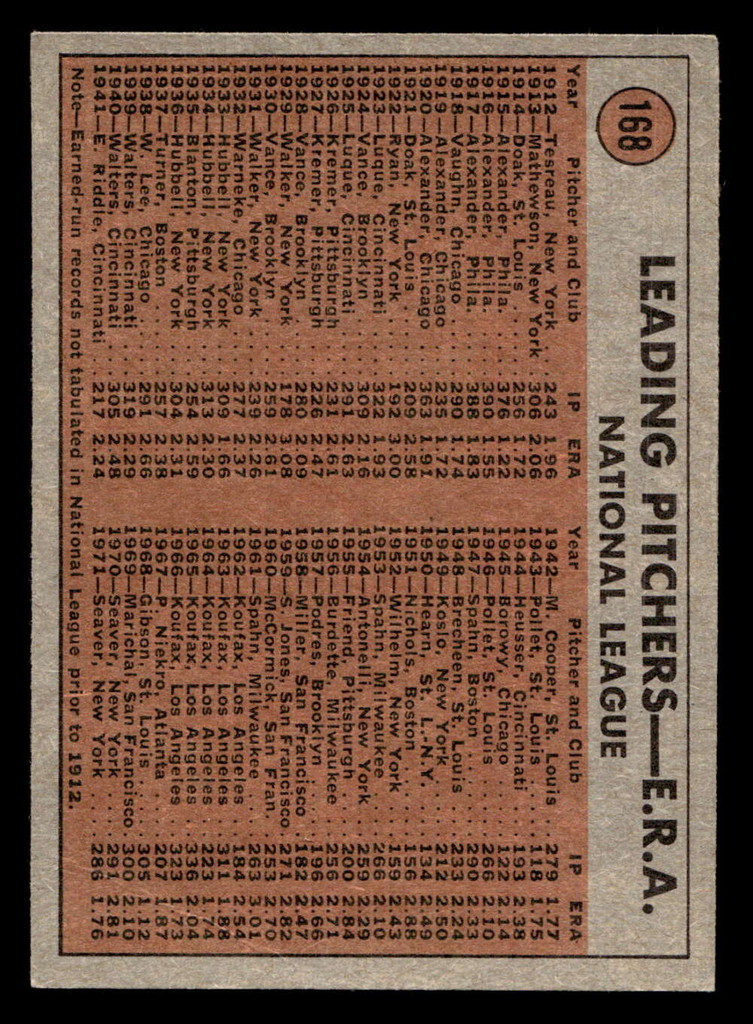 168
LEADING PITCHERS—E.R.A.
NATIONAL LEAGUE
Year Pitcher and Club IP ERA
1912—Tesreau, New York . . . 243 1.96
1913—Mathewson, New York 306 2.06
1914—Doak, St. Louis . . . . . 256 1.72
1915—Alexander, Phila. . . . . 376 1.22
1916—Alexander, Phila. . . . . 390 1.55
1917—Alexander, Phila. . . . . 388 1.83
1918—Vaughn, Chicago . . . . 290 1.74
1919—Alexander, Chicago . . . 235 1.72
1920—Alexander, Chicago . . . 363 1.91
1921—Doak, St. Louis . . . . . 209 2.58
1922—Ryan, New York . . . . . 192 3.00
1923—Luque, Cincinnati . . . . 322 1.93
1924—Vance, Brooklyn . . . . . 309 2.16
1925—Luque, Cincinnati . . . . 291 2.63
1926—Kremer, Pittsburgh . . . 231 2.61
1927—Kremer, Pittsburgh . . . 226 2.47
1928—Vance, Brooklyn . . . . . 280 2.09
1929—Walker, New York . . . . 178 3.08
1930—Vance, Brooklyn . . . . . 259 2.61
1931—Walker, New York . . . . 239 2.26
1932—Warneke, Chicago . . . . 277 2.37
1933—Hubbell, New York . . . . 309 1.66
1934—Hubbell, New York . . . . 313 2.30
1935—Blanton, Pittsburgh . . . 254 2.59
1936—Hubbell, New York . . . . 304 2.31
1937—Turner, Boston . . . . . 257 2.38
1938—W. Lee, Chicago . . . . . 291 2.66
1939—Walters, Cincinnati . . . 319 2.29
1940—Walters, Cincinnati . . . 305 2.48
1941—E. Riddle, Cincinnati . . 217 2.24
Year Pitcher and Club IP ERA
1942—M. Cooper, St. Louis 279 1.77
1943—Pollet, St. Louis . . . . 118 1.75
1944—Heusser, Cincinnati . . . 193 2.38
1945—Borowy, Chicago . . . . . 122 2.14
1946—Pollet, St. Louis . . . . 266 2.10
1947—Spahn, Boston . . . . . . 290 2.33
1948—Brecheen, St. Louis . . . 233 2.24
1949—Koslo, New York . . . . . 212 2.50
1950—Hearn, St. L.-N.Y. . . . 134 2.49
1951—Nichols, Boston . . . . . 156 2.88
1952—Wilhelm, New York . . . . 159 2.43
1953—Spahn, Milwaukee . . . . 266 2.10
1954—Antonelli, New York . . . 259 2.29
1955—Friend, Pittsburgh . . . 200 2.84
1956—Burdette, Milwaukee . . . 256 2.71
1957—Podres, Brooklyn . . . . 196 2.66
1958—Miller, San Francisco . . 182 2.47
1959—S. Jones, San Francisco 271 2.82
1960—McCormick, San Fran. . . 253 2.70
1961—Spahn, Milwaukee . . . . 263 3.01
1962—Koufax, Los Angeles . . . 184 2.54
1963—Koufax, Los Angeles . . . 311 1.88
1964—Koufax, Los Angeles . . . 223 1.74
1965—Koufax, Los Angeles . . . 336 2.04
1966—Koufax, Los Angeles . . . 323 1.73
1967—P. Niekro, Atlanta . . . 207 1.87
1968—Gibson, St. Louis . . . . 305 1.12
1969—Marichal, San Francisco 300 2.10
1970—Seaver, New York . . . . 291 2.81
1971—Seaver, New York . . . . 286 1.76
Note—Earned-run records not tabulated in National League prior to 1912.